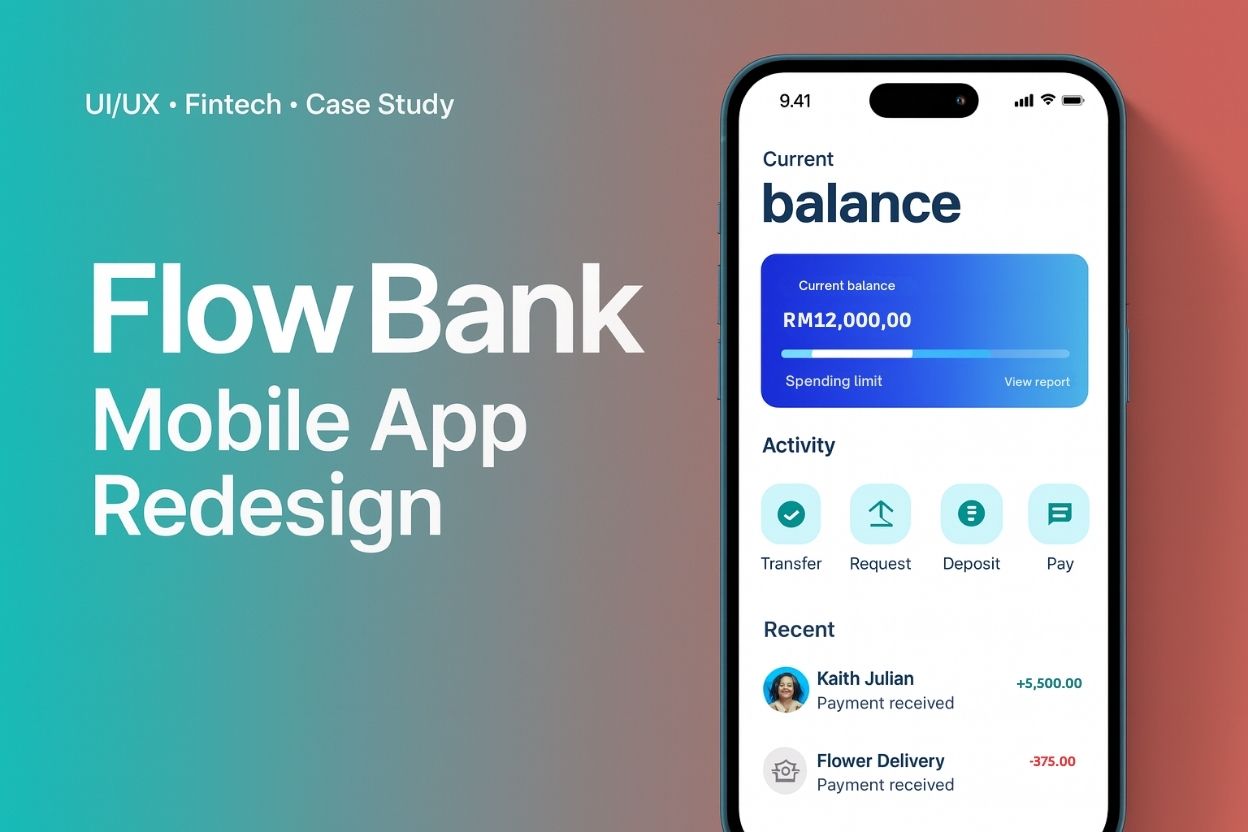 UI/UX • Fintech • Case Study
Flow Bank
Mobile App
Redesign
9.41
Current
balance
Current balance
RM12,000,00
Spending limit
View report
Activity
Transfer
Request
Deposit
Pay
Recent
Kaith Julian
+5,500.00
Payment received
Flower Delivery
-375.00
Payment received